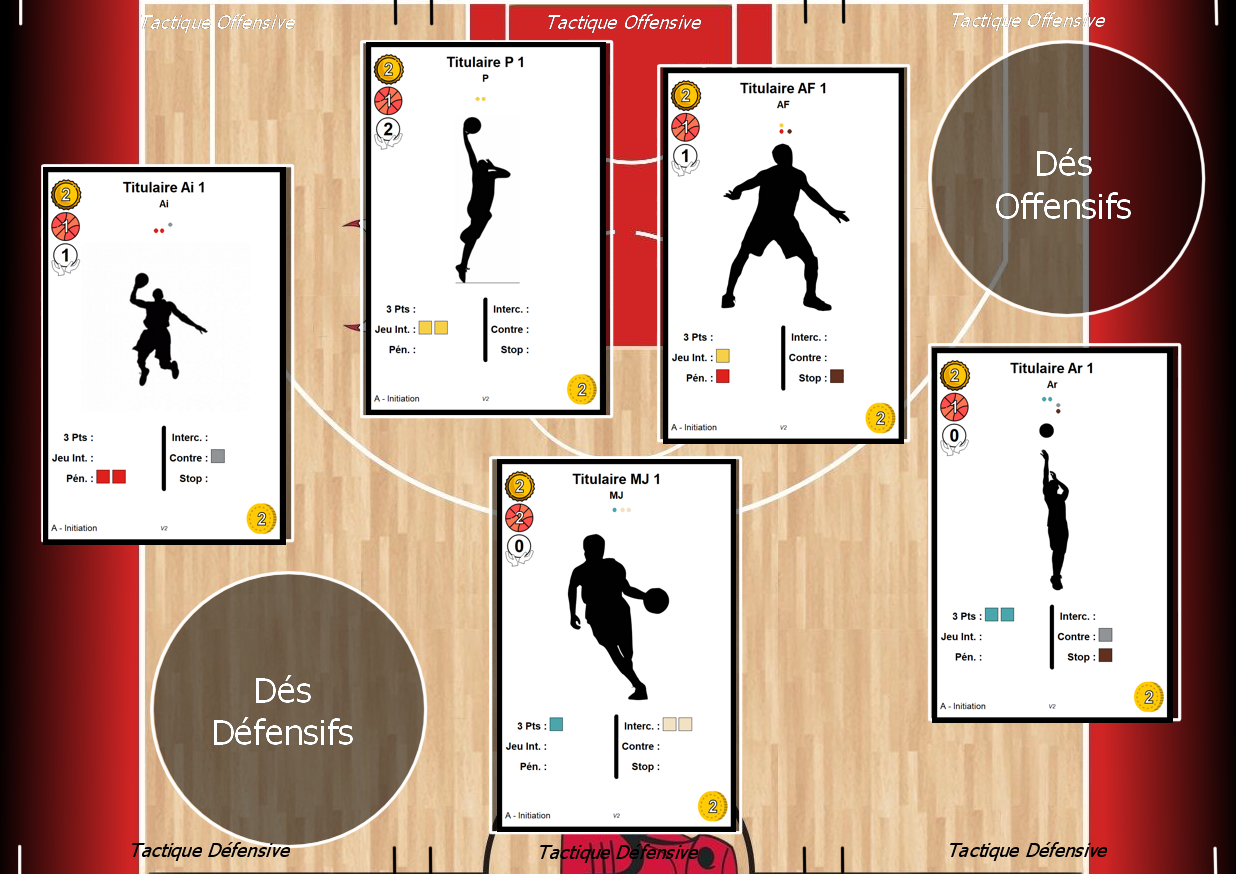 Tactique Offensive
Tactique Offensive
Tactique Offensive
2
Titulaire P 1
P
1
2
3 Pts :
Interc. :
Jeu Int. :
Contre :
Pén. :
Stop :
2
A - Initiation
V2
2
Titulaire AF 1
AF
1
1
3 Pts :
Interc. :
Jeu Int. :
Contre :
Pén. :
Stop :
2
A - Initiation
V2
Dés
Offensifs
2
Titulaire Ai 1
Ai
1
1
3 Pts :
Interc. :
Jeu Int. :
Contre :
Pén. :
Stop :
2
A - Initiation
V2
2
Titulaire Ar 1
Ar
1
0
3 Pts :
Interc. :
Jeu Int. :
Contre :
Pén. :
Stop :
2
A - Initiation
V2
2
Titulaire MJ 1
MJ
2
0
3 Pts :
Interc. :
Jeu Int. :
Contre :
Pén. :
Stop :
2
A - Initiation
V2
Dés
Défensifs
Tactique Défensive
Tactique Défensive
Tactique Défensive